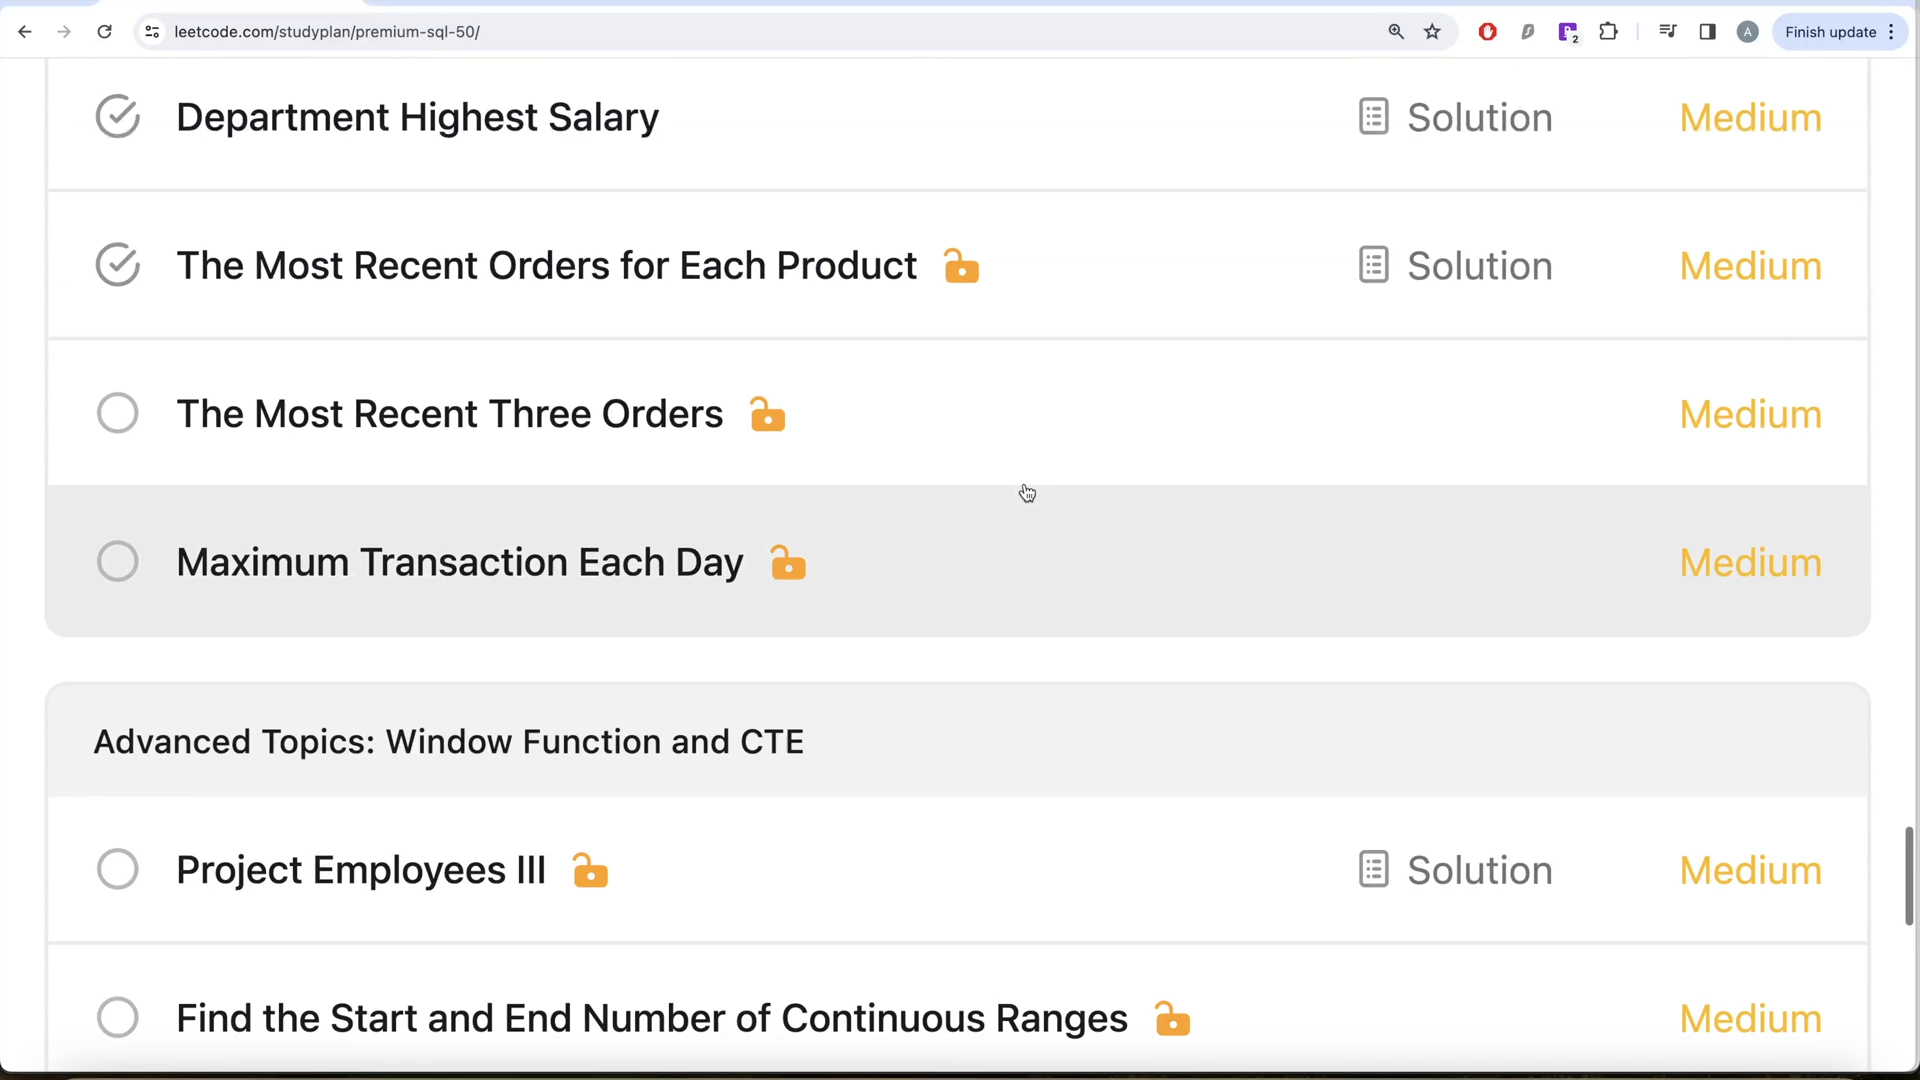 leetcode.com/studyplan/premium-sql-50/
2
A
Finish update
Department Highest Salary
Solution
Medium
The Most Recent Orders for Each Product
Solution
Medium
The Most Recent Three Orders
Medium
Maximum Transaction Each Day
Medium
Advanced Topics: Window Function and CTE
Project Employees III
Solution
Medium
Find the Start and End Number of Continuous Ranges
Medium